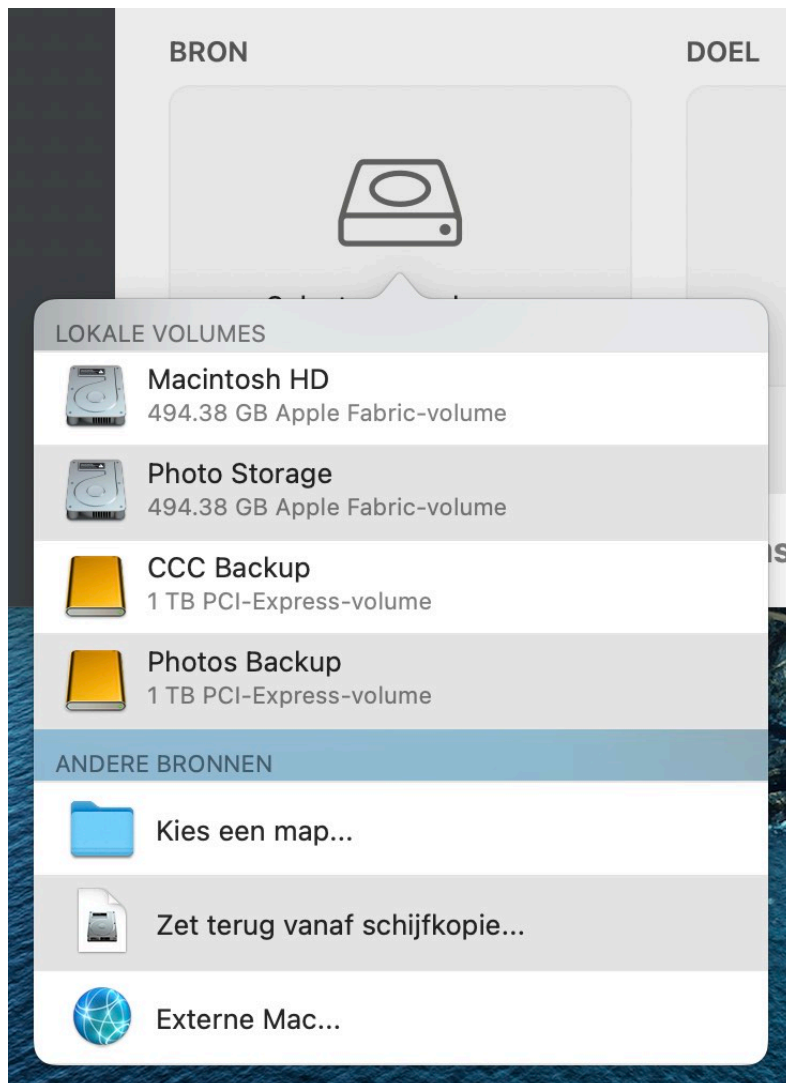 BRON
DOEL
LOKALE VOLUMES
Macintosh HD
494.38 GB Apple Fabric-volume
Photo Storage
494.38 GB Apple Fabric-volume
CCC Backup
1 TB PCI-Express-volume
Photos Backup
1 TB PCI-Express-volume
ANDERE BRONNEN
Kies een map...
Zet terug vanaf schijfkopie...
Externe Mac...